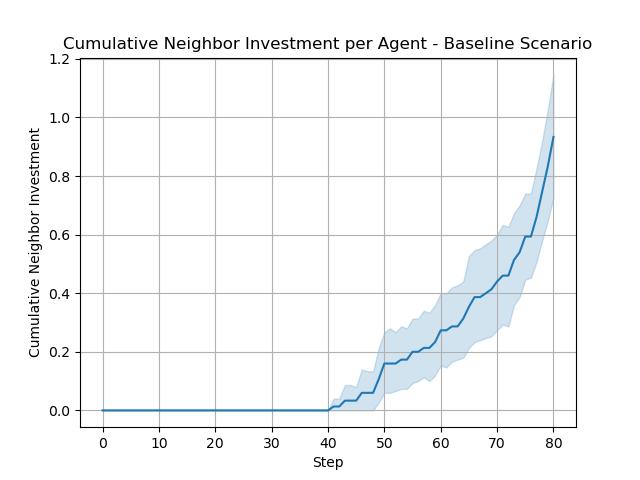 Cumulative Neighbor Investment per Agent - Baseline Scenario
1.2
1.0
0.8
0.6
0.4
0.2
0.0
Cumulative Neighbor Investment
0 10 20 30 40 50 60 70 80
Step